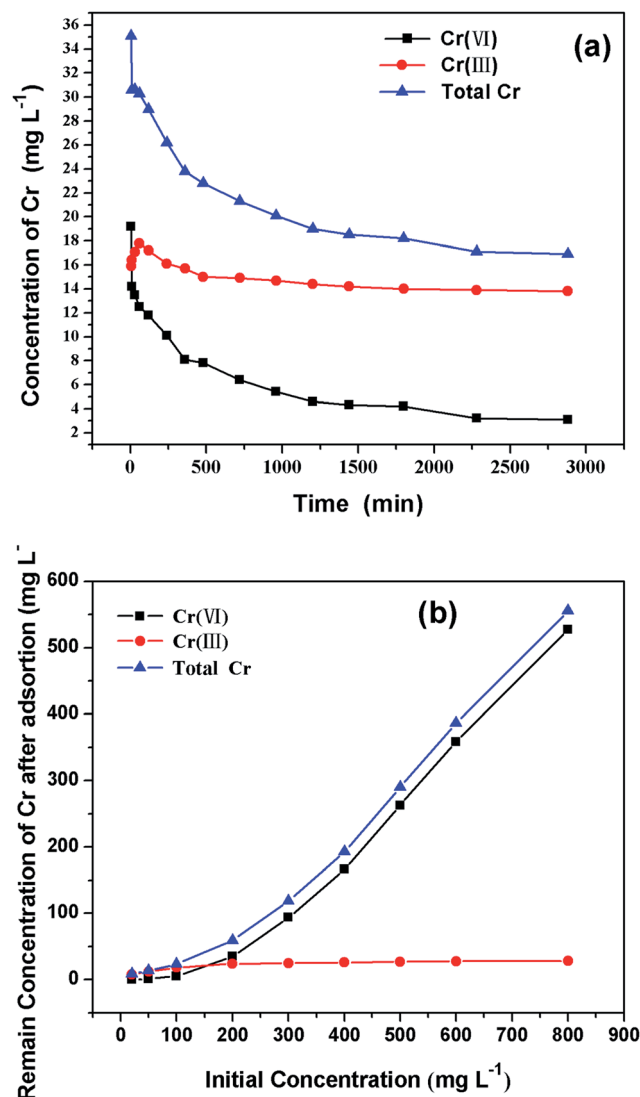 (a)
Cr(Ⅵ)
Cr(Ⅲ)
Total Cr
Concentration of Cr (mg L⁻¹)
36
34
32
30
28
26
24
22
20
18
16
14
12
10
8
6
4
2
0 500 1000 1500 2000 2500 3000
Time (min)
(b)
Cr(Ⅵ)
Cr(Ⅲ)
Total Cr
Remain Concentration of Cr after adsortion (mg L⁻
600
500
400
300
200
100
0
0 100 200 300 400 500 600 700 800 900
Initial Concentration (mg L⁻¹)